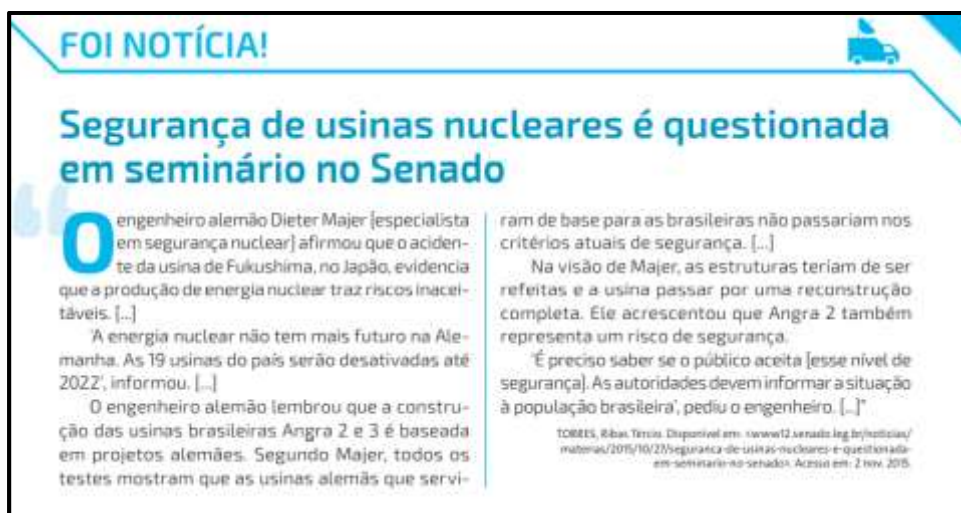 FOI NOTÍCIA!
Segurança de usinas nucleares é questionada
em seminário no Senado
“O engenheiro alemão Dieter Majer [especialista
em segurança nuclear] afirmou que o aciden-
te da usina de Fukushima, no Japão, evidencia
que a produção de energia nuclear traz riscos inacei-
táveis. [...]
'A energia nuclear não tem mais futuro na Ale-
manha. As 19 usinas do país serão desativadas até
2022', informou. [...]
O engenheiro alemão lembrou que a constru-
ção das usinas brasileiras Angra 2 e 3 é baseada
em projetos alemães. Segundo Majer, todos os
testes mostram que as usinas alemãs que servi-
ram de base para as brasileiras não passariam nos
critérios atuais de segurança. [...]
Na visão de Majer, as estruturas teriam de ser
refeitas e a usina passar por uma reconstrução
completa. Ele acrescentou que Angra 2 também
representa um risco de segurança.
'É preciso saber se o público aceita [esse nível de
segurança]. As autoridades devem informar a situação
à população brasileira', pediu o engenheiro. [...]”
TORRES, Ribas Tércio. Disponível em: <www12.senado.leg.br/noticias/
materias/2015/10/27/seguranca-de-usinas-nucleares-e-questionada-
em-seminario-no-senado>. Acesso em: 2 nov. 2015.